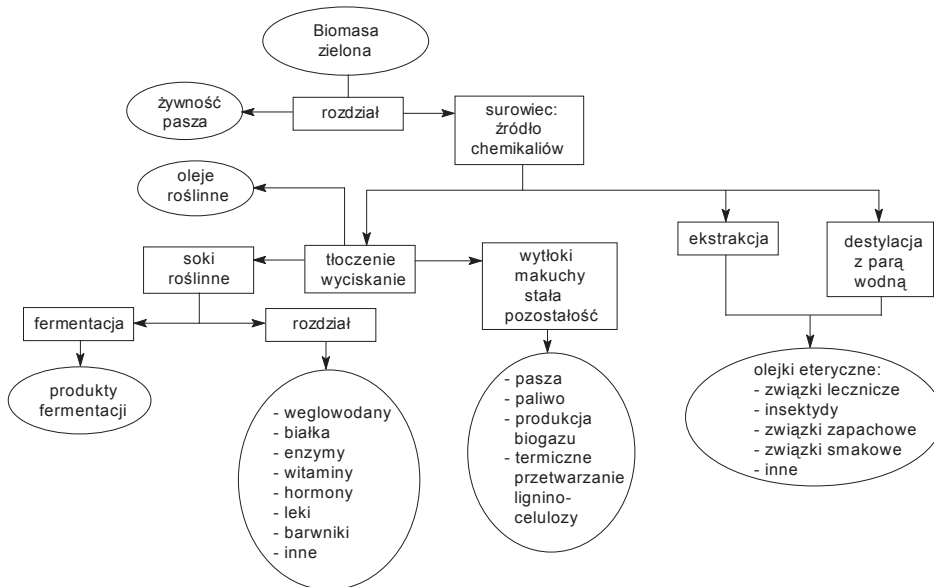 Biomasa
zielona
żywność
pasza
rozdział
surowiec:
źródło
chemikaliów
oleje
roślinne
soki
roślinne
tłoczenie
wyciskanie
wytłoki
makuchy
stała
pozostałość
ekstrakcja
destylacja
z parą
wodną
fermentacja
rozdział
produkty
fermentacji
- weglowodany
- białka
- enzymy
- witaminy
- hormony
- leki
- barwniki
- inne
- pasza
- paliwo
- produkcja
biogazu
- termiczne
przetwarzanie
lignino-
celulozy
olejki eteryczne:
- związki lecznicze
- insektydy
- związki zapachowe
- związki smakowe
- inne